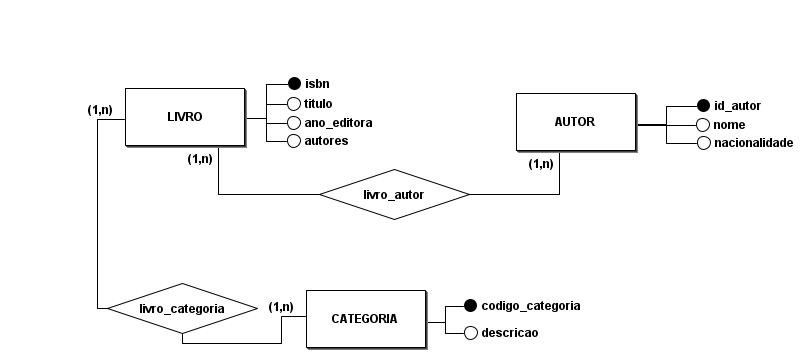 (1,n)
LIVRO
isbn
titulo
ano_editora
autores
(1,n)
AUTOR
id_autor
nome
nacionalidade
(1,n)
livro_autor
livro_categoria
(1,n)
CATEGORIA
codigo_categoria
descricao